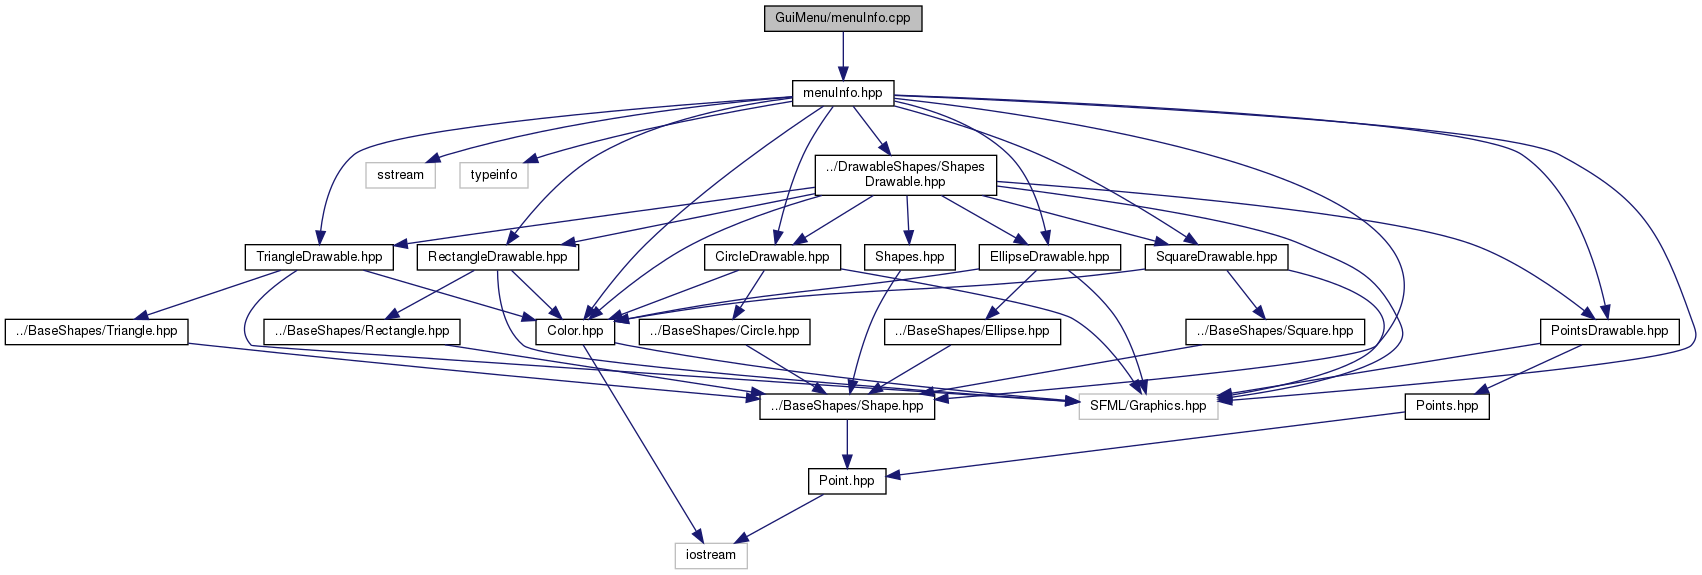 GuiMenu/menuInfo.cpp
menuInfo.hpp
../DrawableShapes/Shapes
Drawable.hpp
sstream
typeinfo
TriangleDrawable.hpp
RectangleDrawable.hpp
CircleDrawable.hpp
Shapes.hpp
EllipseDrawable.hpp
SquareDrawable.hpp
../BaseShapes/Triangle.hpp
../BaseShapes/Rectangle.hpp
Color.hpp
../BaseShapes/Circle.hpp
../BaseShapes/Ellipse.hpp
../BaseShapes/Square.hpp
PointsDrawable.hpp
../BaseShapes/Shape.hpp
SFML/Graphics.hpp
Points.hpp
Point.hpp
iostream